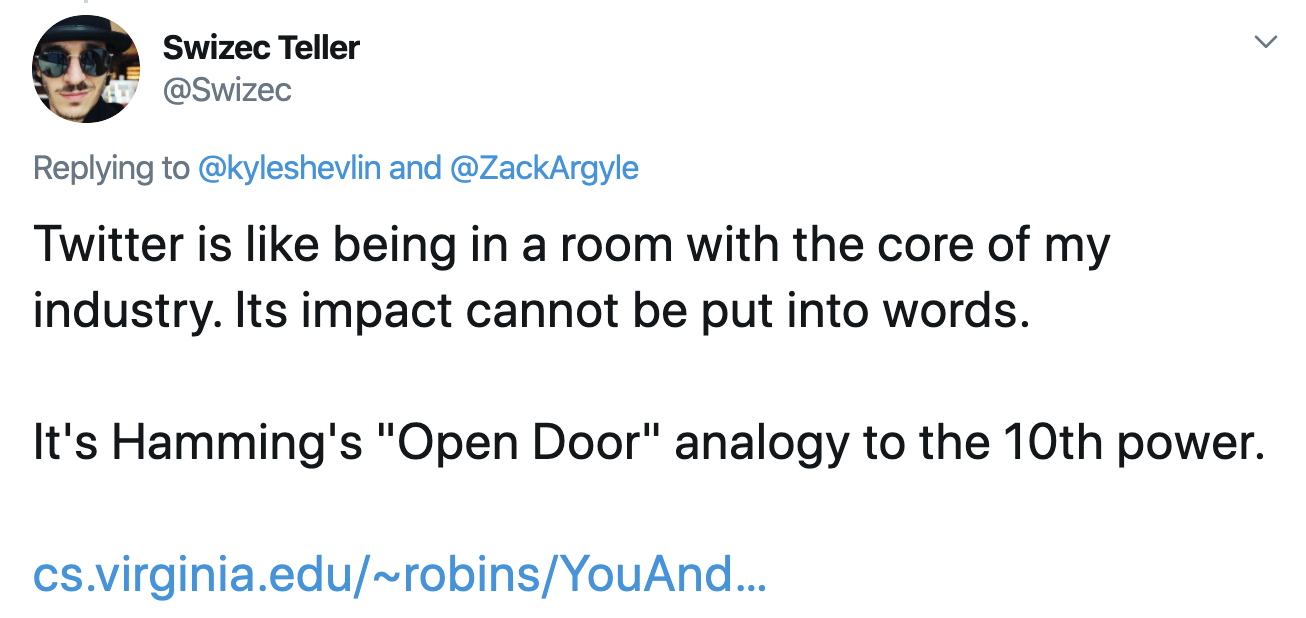 Swizec Teller
@Swizec
Replying to @kyleshevlin and @ZackArgyle
Twitter is like being in a room with the core of my
industry. Its impact cannot be put into words.
It's Hamming's "Open Door" analogy to the 10th power.
cs.virginia.edu/~robins/YouAnd...